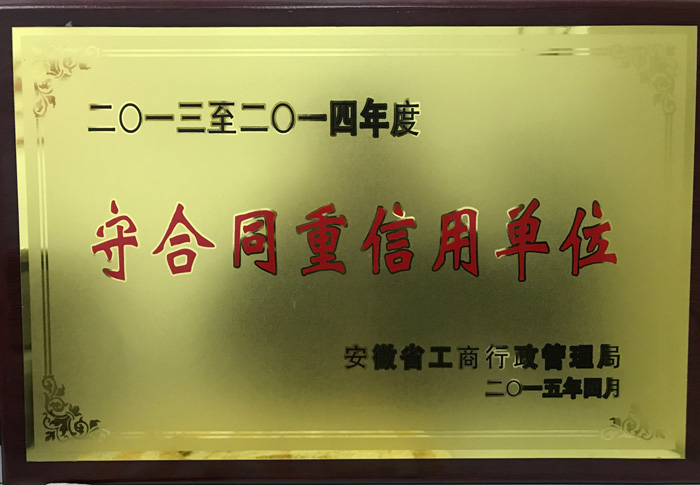 二〇一三至二〇一四年度
守合同重信用单位
安徽省工商行政管理局
二〇一五年四月